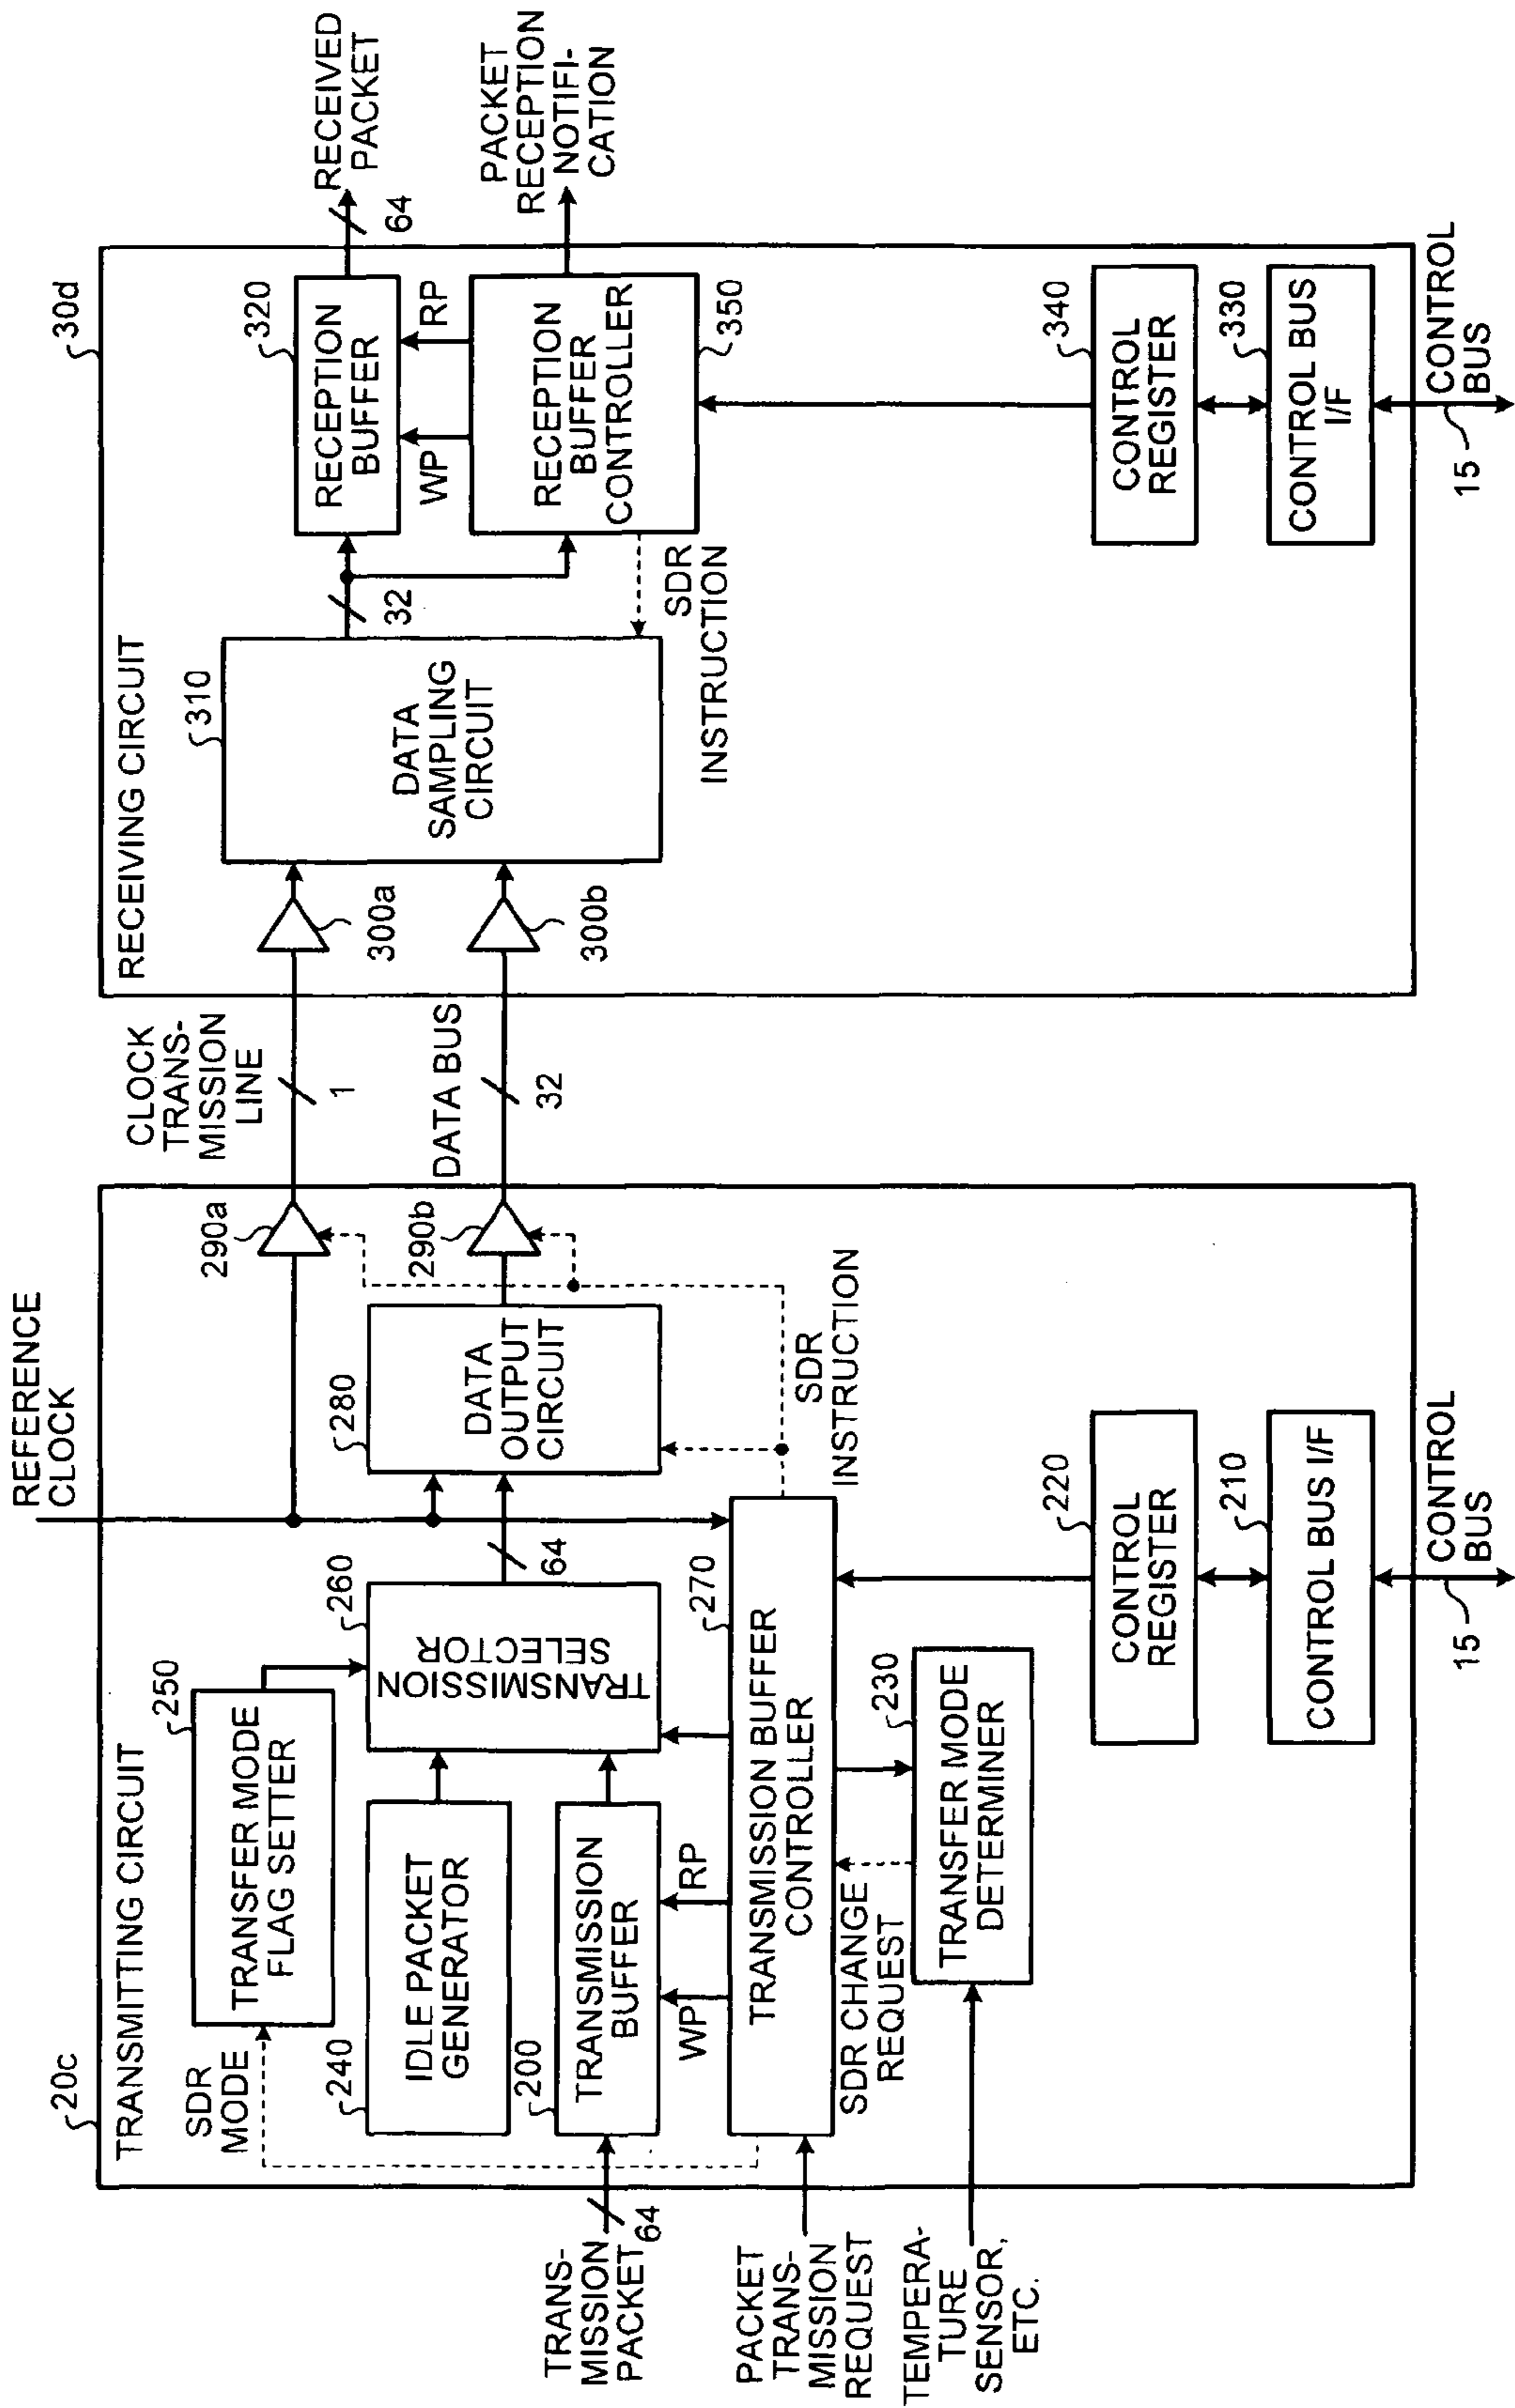 20c
TRANSMITTING CIRCUIT
REFERENCE
CLOCK
SDR
MODE
250
TRANSFER MODE
FLAG SETTER
240
IDLE PACKET
GENERATOR
260
TRANSMISSION
SELECTOR
64
280
DATA
OUTPUT
CIRCUIT
290a
290b
TRANS-
MISSION
PACKET
64
200
TRANSMISSION
BUFFER
WP
RP
PACKET
TRANS-
MISSION
REQUEST
270
TRANSMISSION BUFFER
CONTROLLER
SDR
INSTRUCTION
SDR CHANGE
REQUEST
TEMPERA-
TURE
SENSOR,
ETC.
230
TRANSFER MODE
DETERMINER
220
CONTROL
REGISTER
210
CONTROL BUS I/F
15
CONTROL
BUS
CLOCK
TRANS-
MISSION
LINE
1
DATA BUS
32
30d
RECEIVING CIRCUIT
300a
300b
310
DATA
SAMPLING
CIRCUIT
32
320
RECEPTION
BUFFER
64
RECEIVED
PACKET
WP
RP
RECEPTION
BUFFER
CONTROLLER
350
PACKET
RECEPTION
NOTIFI-
CATION
SDR
INSTRUCTION
340
CONTROL
REGISTER
330
CONTROL BUS
I/F
15
CONTROL
BUS